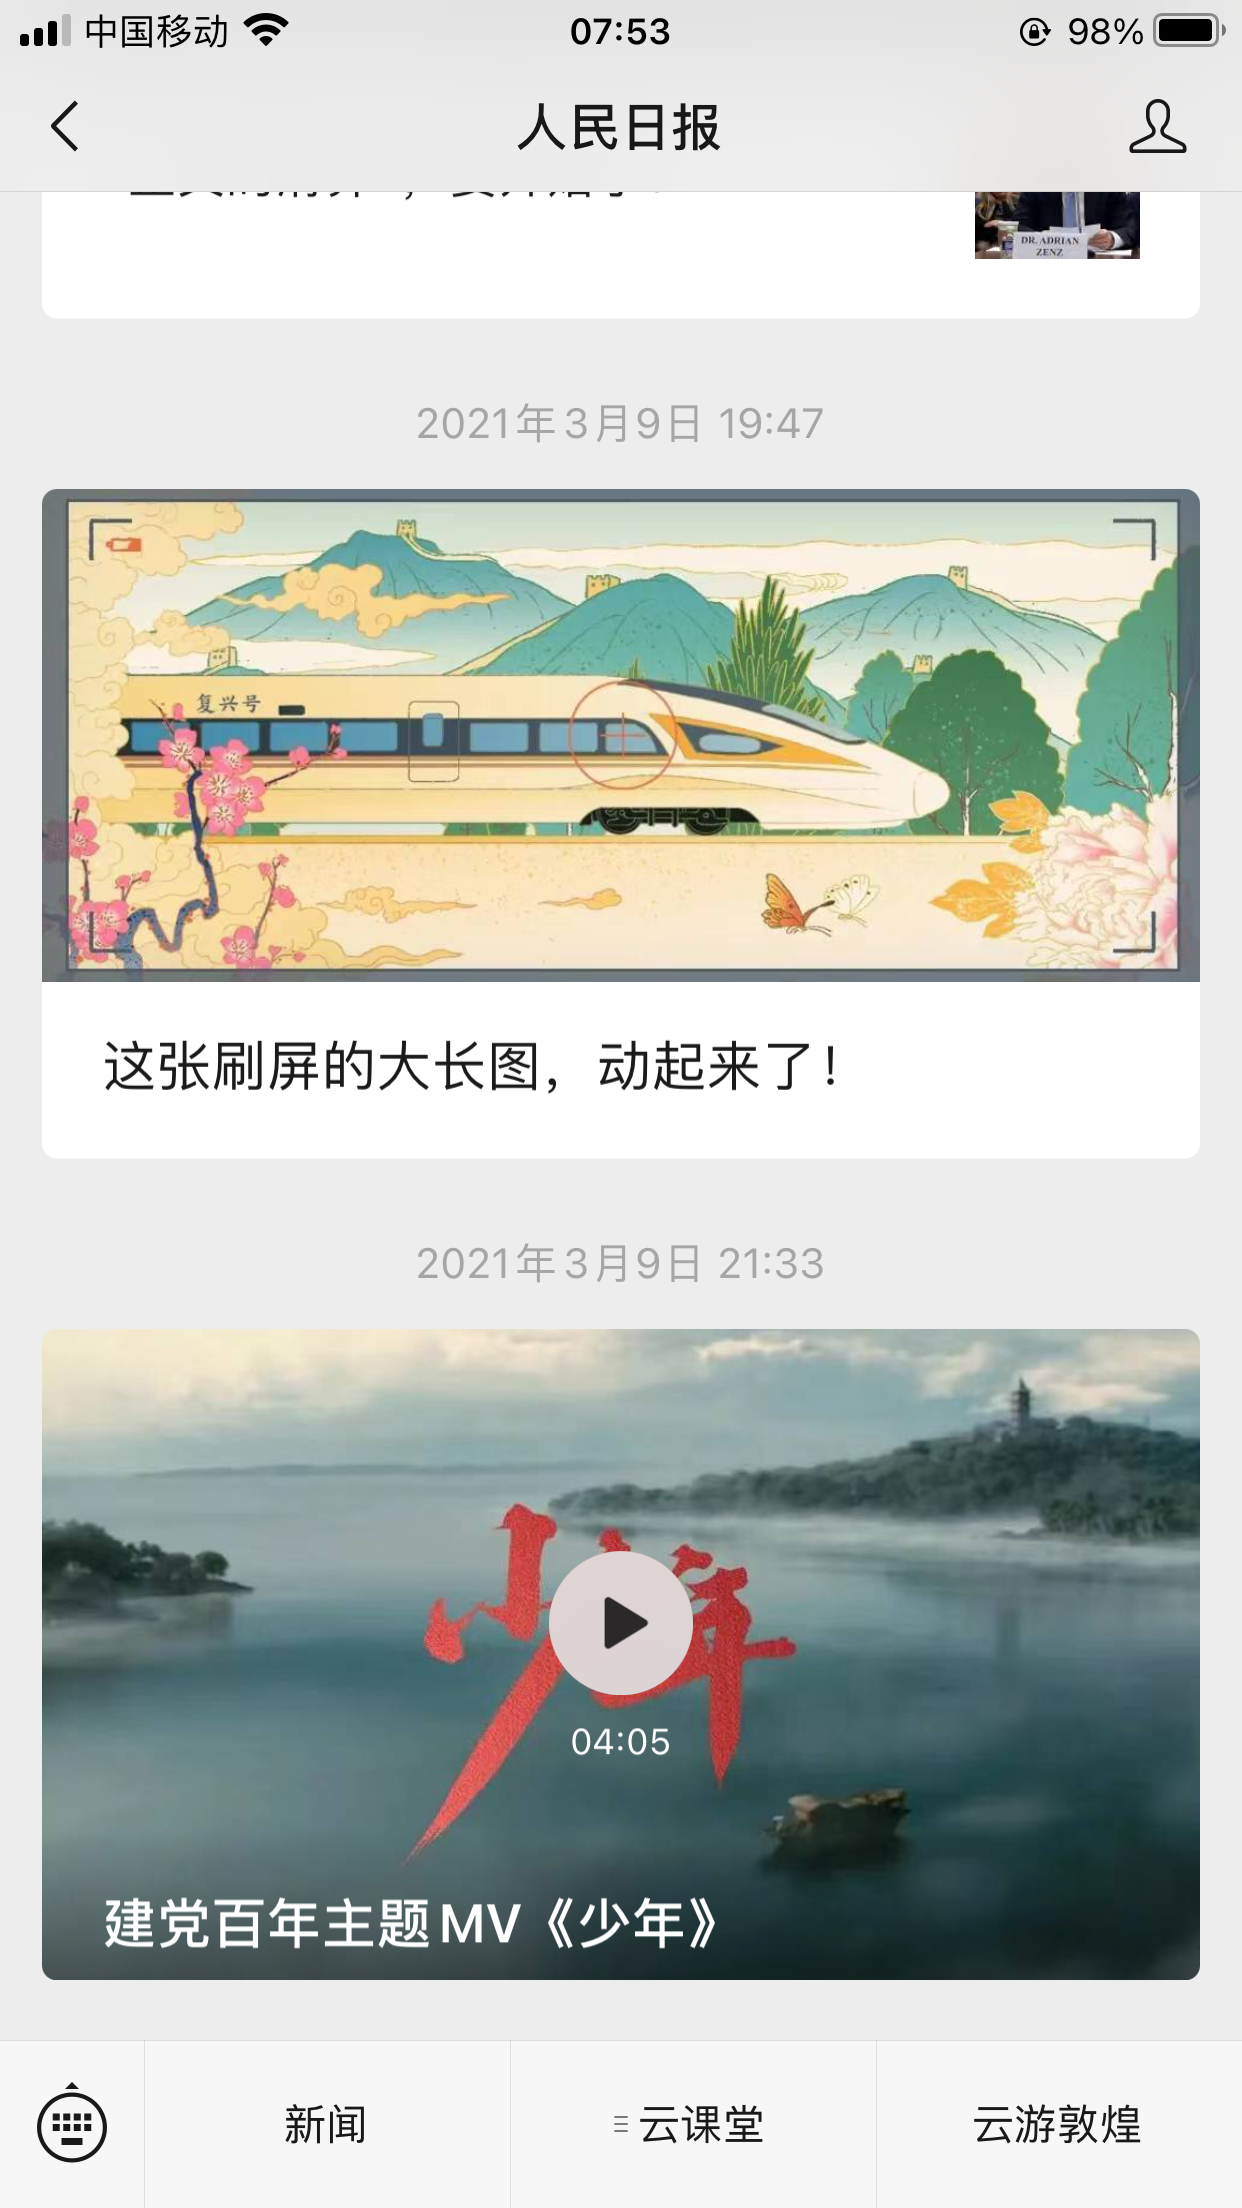 中国移动
07:53
98%
人民日报
DR. ADRIAN
ZENZ
2021年3月9日 19:47
复兴号
这张刷屏的大长图，动起来了！
2021年3月9日 21:33
少年
04:05
建党百年主题MV《少年》
新闻
云课堂
云游敦煌